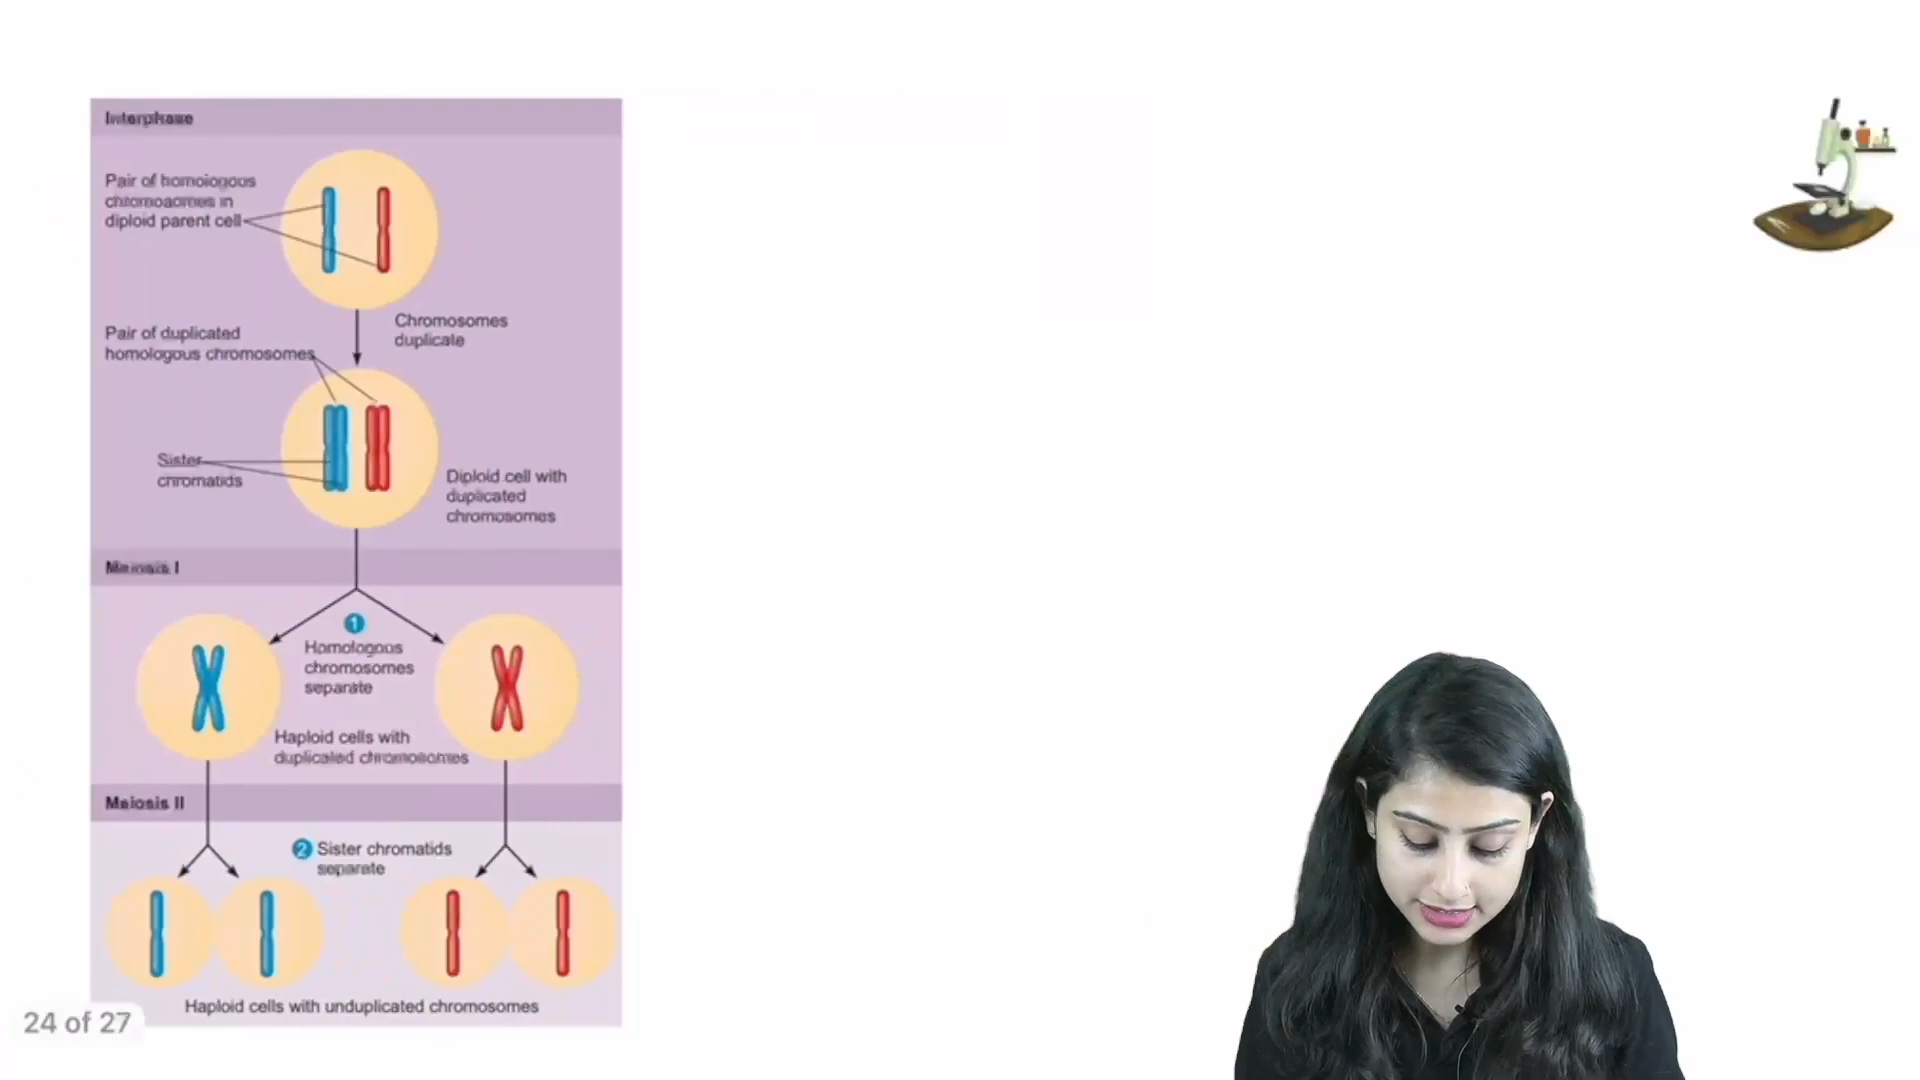 Interphase
Pair of homologous
chromosomes in
diploid parent cell
Chromosomes
duplicate
Pair of duplicated
homologous chromosomes
Sister
chromatids
Diploid cell with
duplicated
chromosomes
Meiosis I
1
Homologous
chromosomes
separate
Haploid cells with
duplicated chromosomes
Meiosis II
2 Sister chromatids
separate
Haploid cells with unduplicated chromosomes
24 of 27